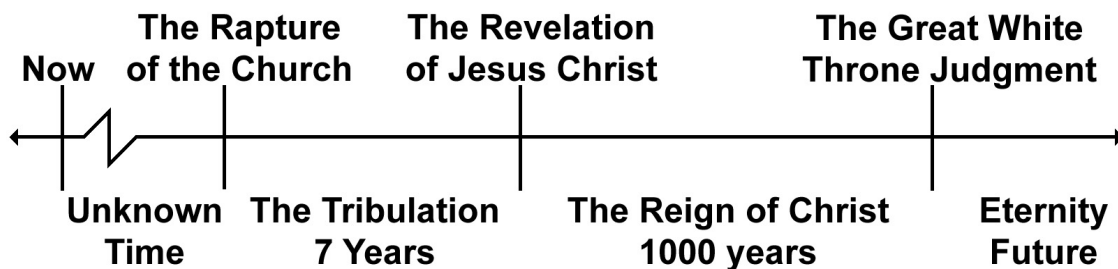 Now
The Rapture
of the Church
The Revelation
of Jesus Christ
The Great White
Throne Judgment
Unknown
Time
The Tribulation
7 Years
The Reign of Christ
1000 years
Eternity
Future